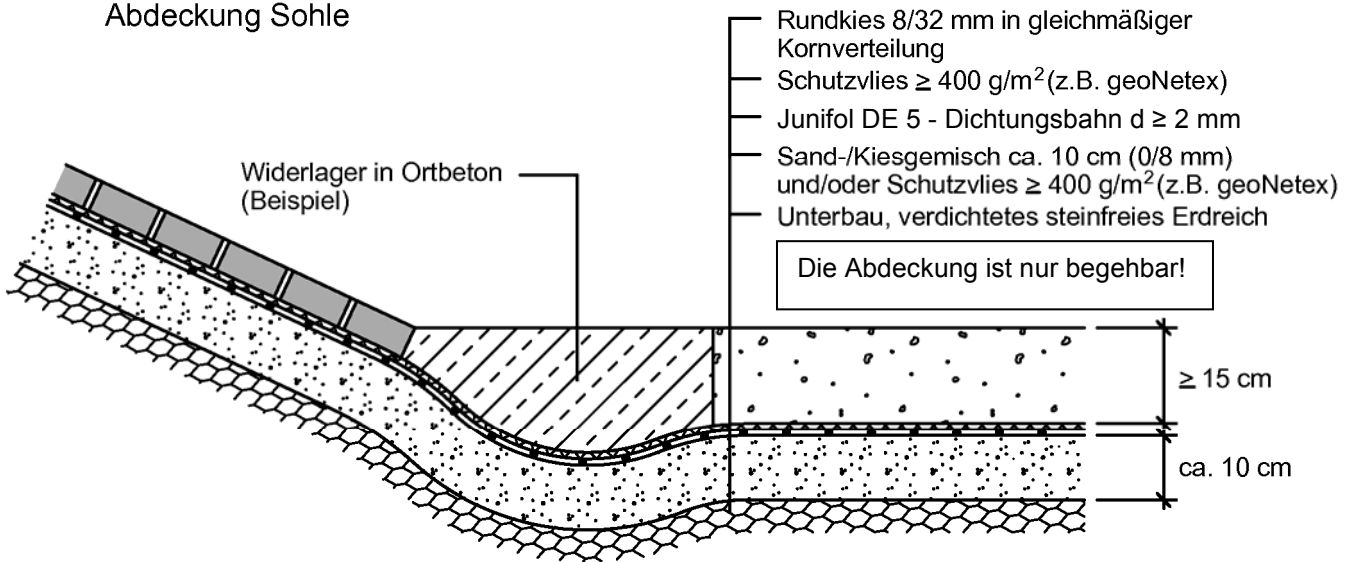 Abdeckung Sohle
Rundkies 8/32 mm in gleichmäßiger
Kornverteilung
Schutzvlies ≥ 400 g/m² (z.B. geoNetex)
Junifol DE 5 - Dichtungsbahn d ≥ 2 mm
Sand-/Kiesgemisch ca. 10 cm (0/8 mm)
und/oder Schutzvlies ≥ 400 g/m² (z.B. geoNetex)
Unterbau, verdichtetes steinfreies Erdreich
Widerlager in Ortbeton
(Beispiel)
Die Abdeckung ist nur begehbar!
≥ 15 cm
ca. 10 cm